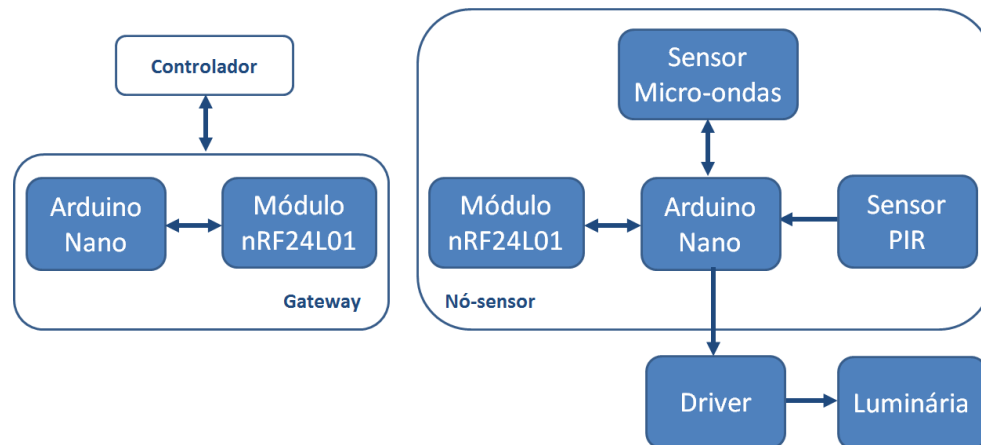 Controlador
Arduino
Nano
Módulo
nRF24L01
Gateway
Sensor
Micro-ondas
Módulo
nRF24L01
Arduino
Nano
Sensor
PIR
Nó-sensor
Driver
Luminária